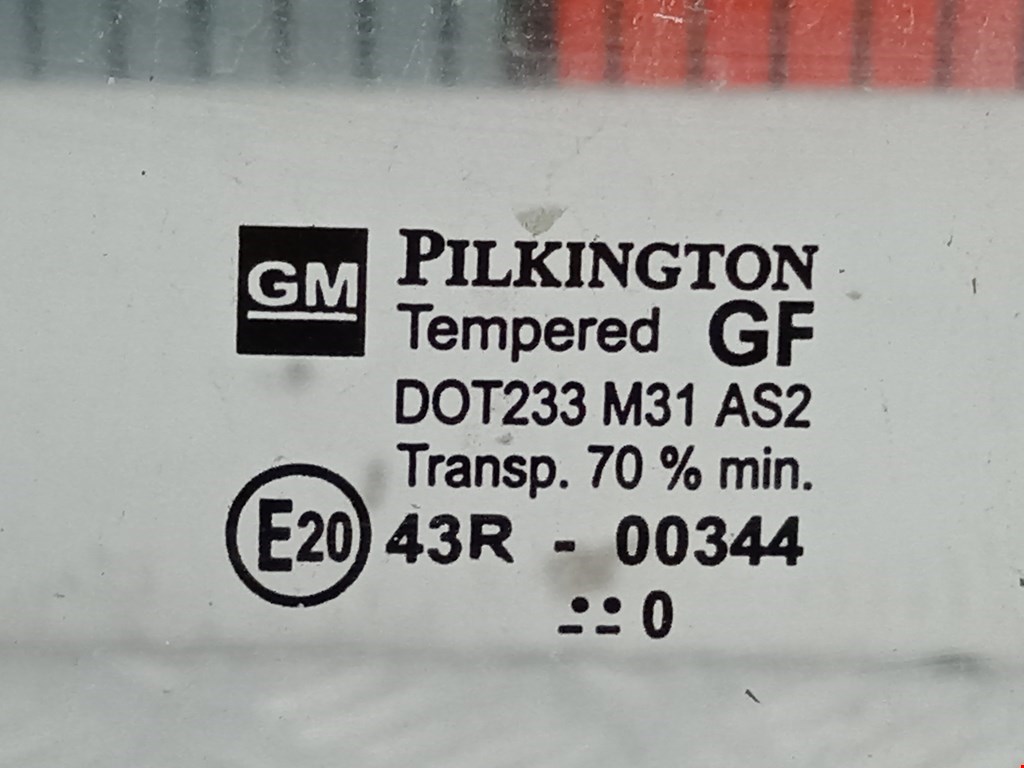 GM
PILKINGTON
Tempered GF
DOT233 M31 AS2
Transp. 70 % min.
E20 43R - 00344
0